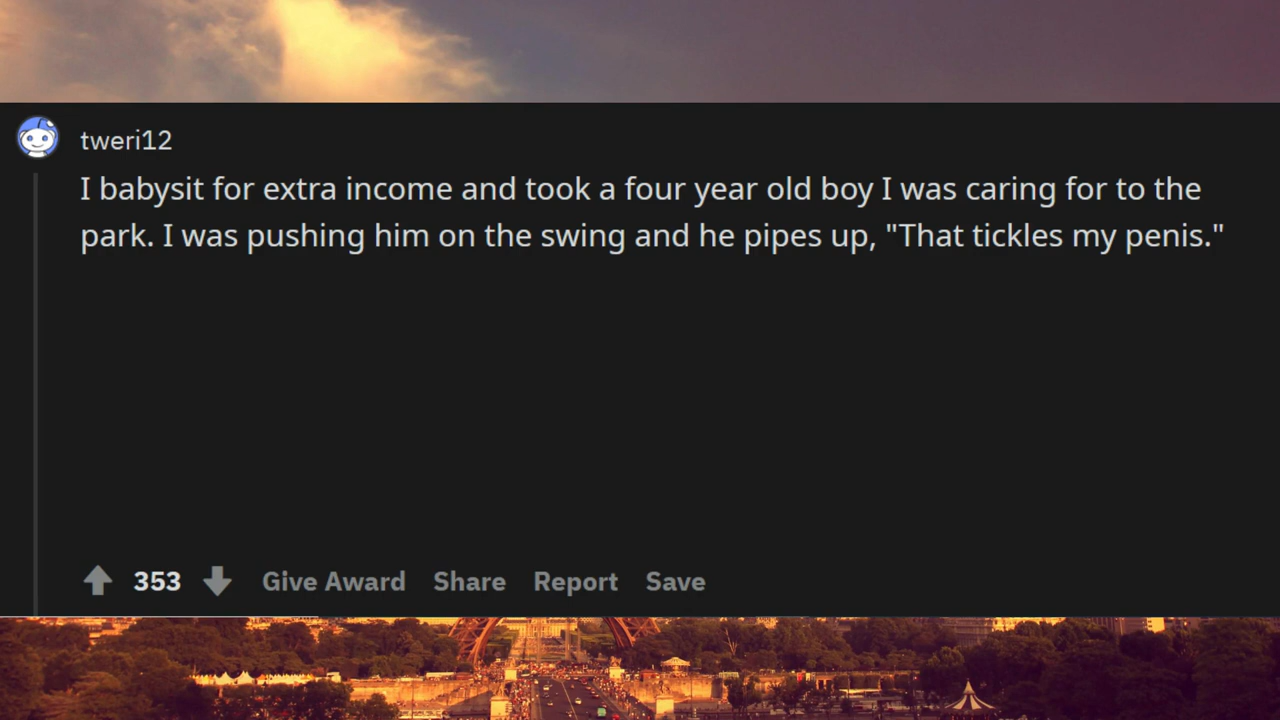 tweri12
I babysit for extra income and took a four year old boy I was caring for to the
park. I was pushing him on the swing and he pipes up, "That tickles my penis."
353 Give Award Share Report Save